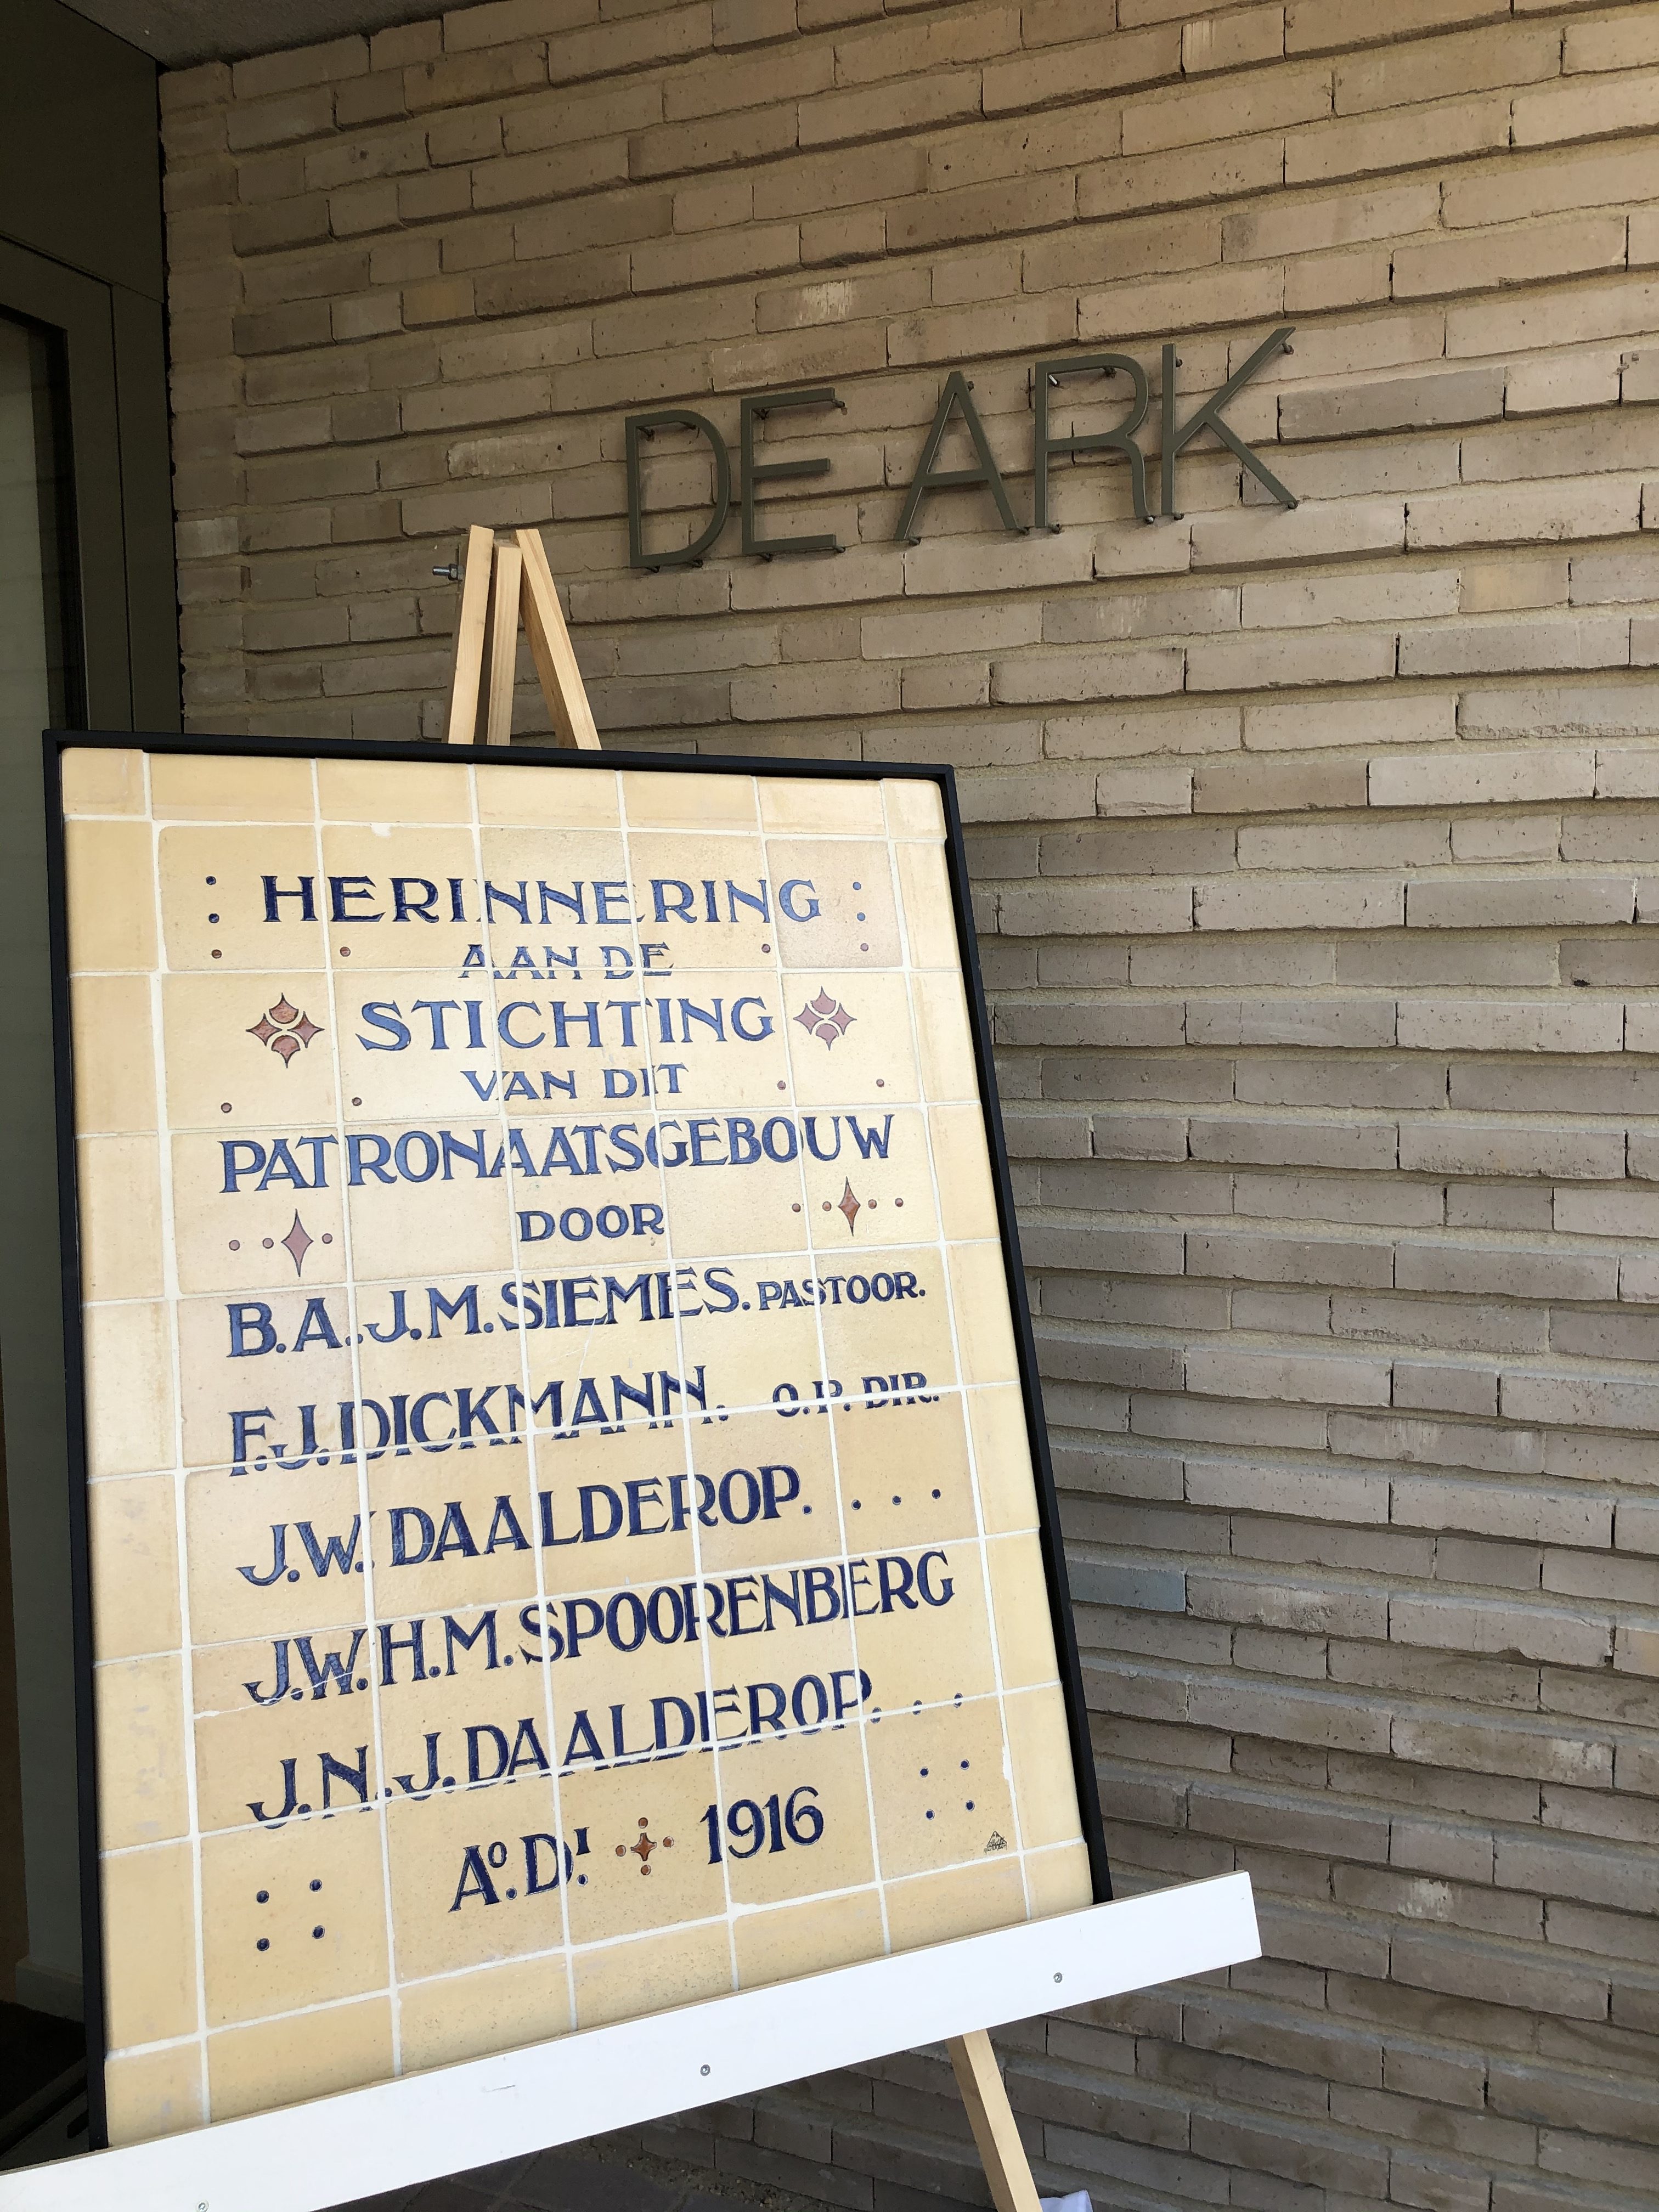 DE ARK
: HERINNERING :
AAN DE
STICHTING
VAN DIT
PATRONAATSGEBOUW
DOOR
B.A.J.M. SIEMES. PASTOOR.
F.J. DICKMANN. O.P. DIR.
J.W. DAALDEROP. . . .
J.W.H.M. SPOORENBERG
J.N.J. DAALDEROP. . .
Aº. Dⁱ. 1916